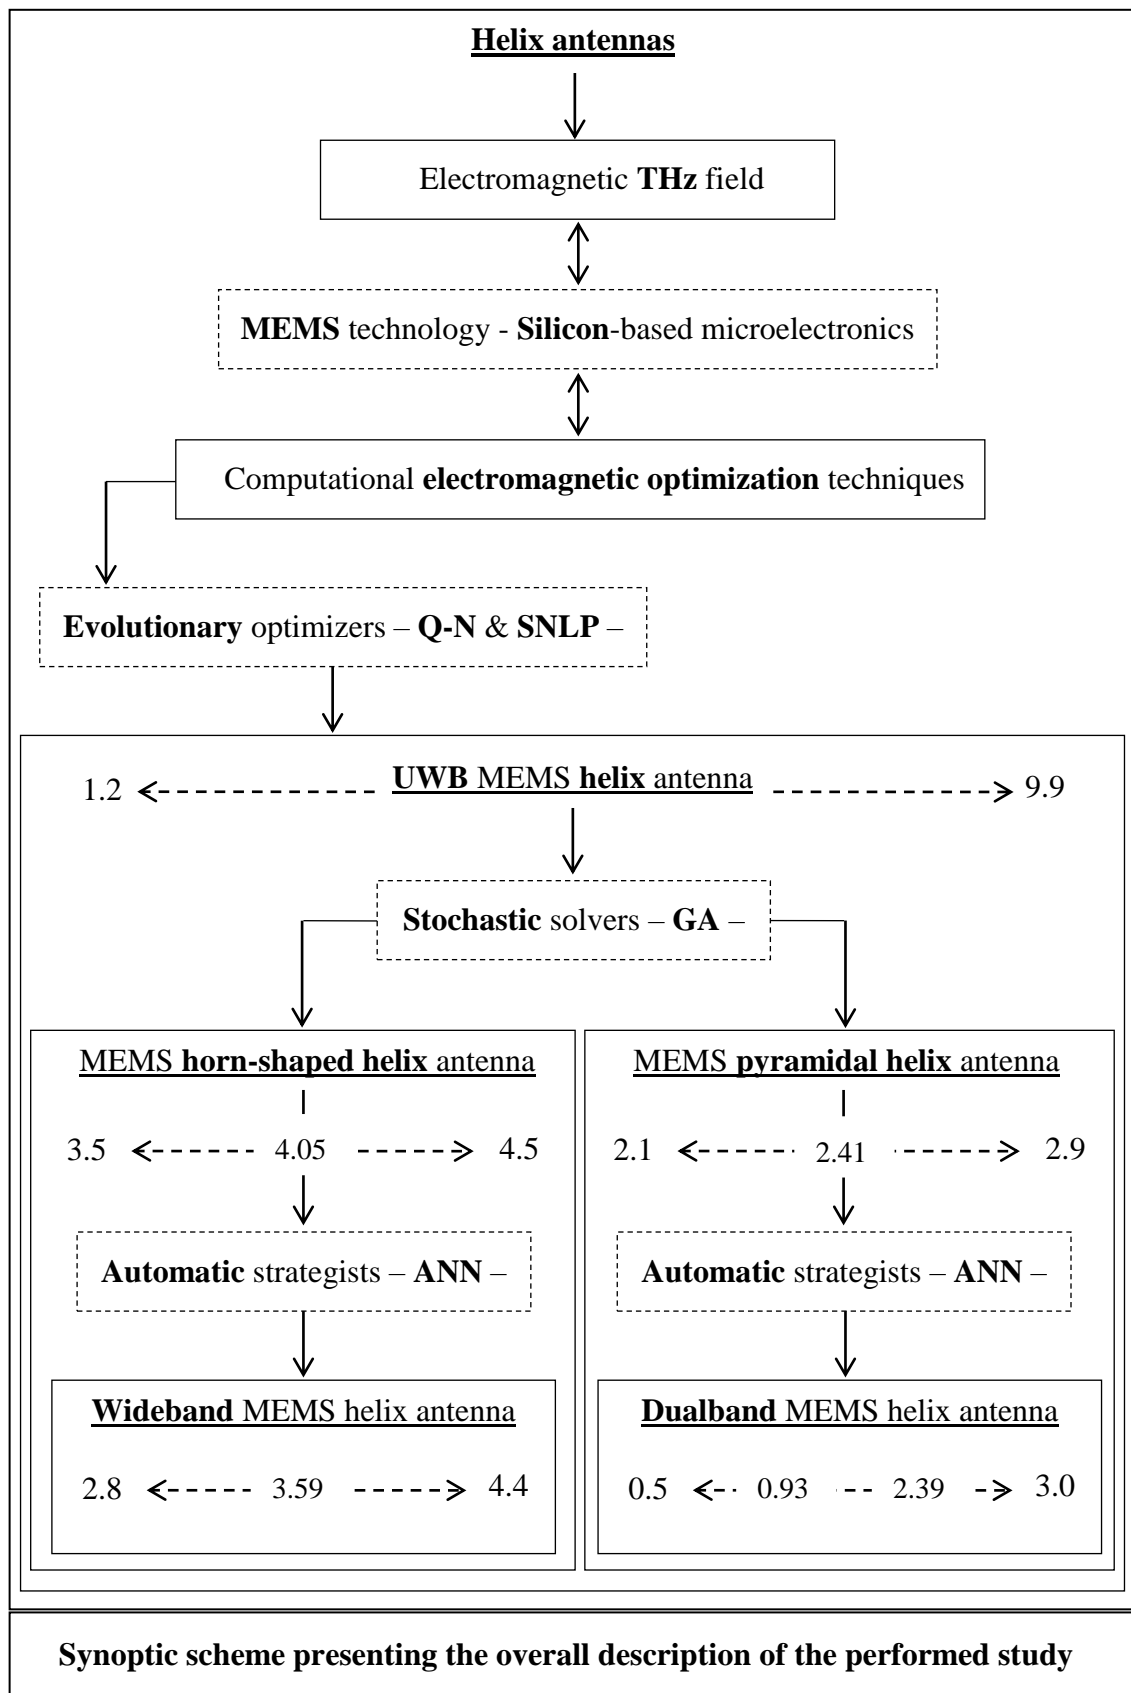 Helix antennas
Electromagnetic THz field
MEMS technology - Silicon-based microelectronics
Computational electromagnetic optimization techniques
Evolutionary optimizers – Q-N & SNLP –
1.2 UWB MEMS helix antenna 9.9
Stochastic solvers – GA –
MEMS horn-shaped helix antenna
3.5 4.05 4.5
Automatic strategists – ANN –
Wideband MEMS helix antenna
2.8 3.59 4.4
MEMS pyramidal helix antenna
2.1 2.41 2.9
Automatic strategists – ANN –
Dualband MEMS helix antenna
0.5 0.93 2.39 3.0
Synoptic scheme presenting the overall description of the performed study